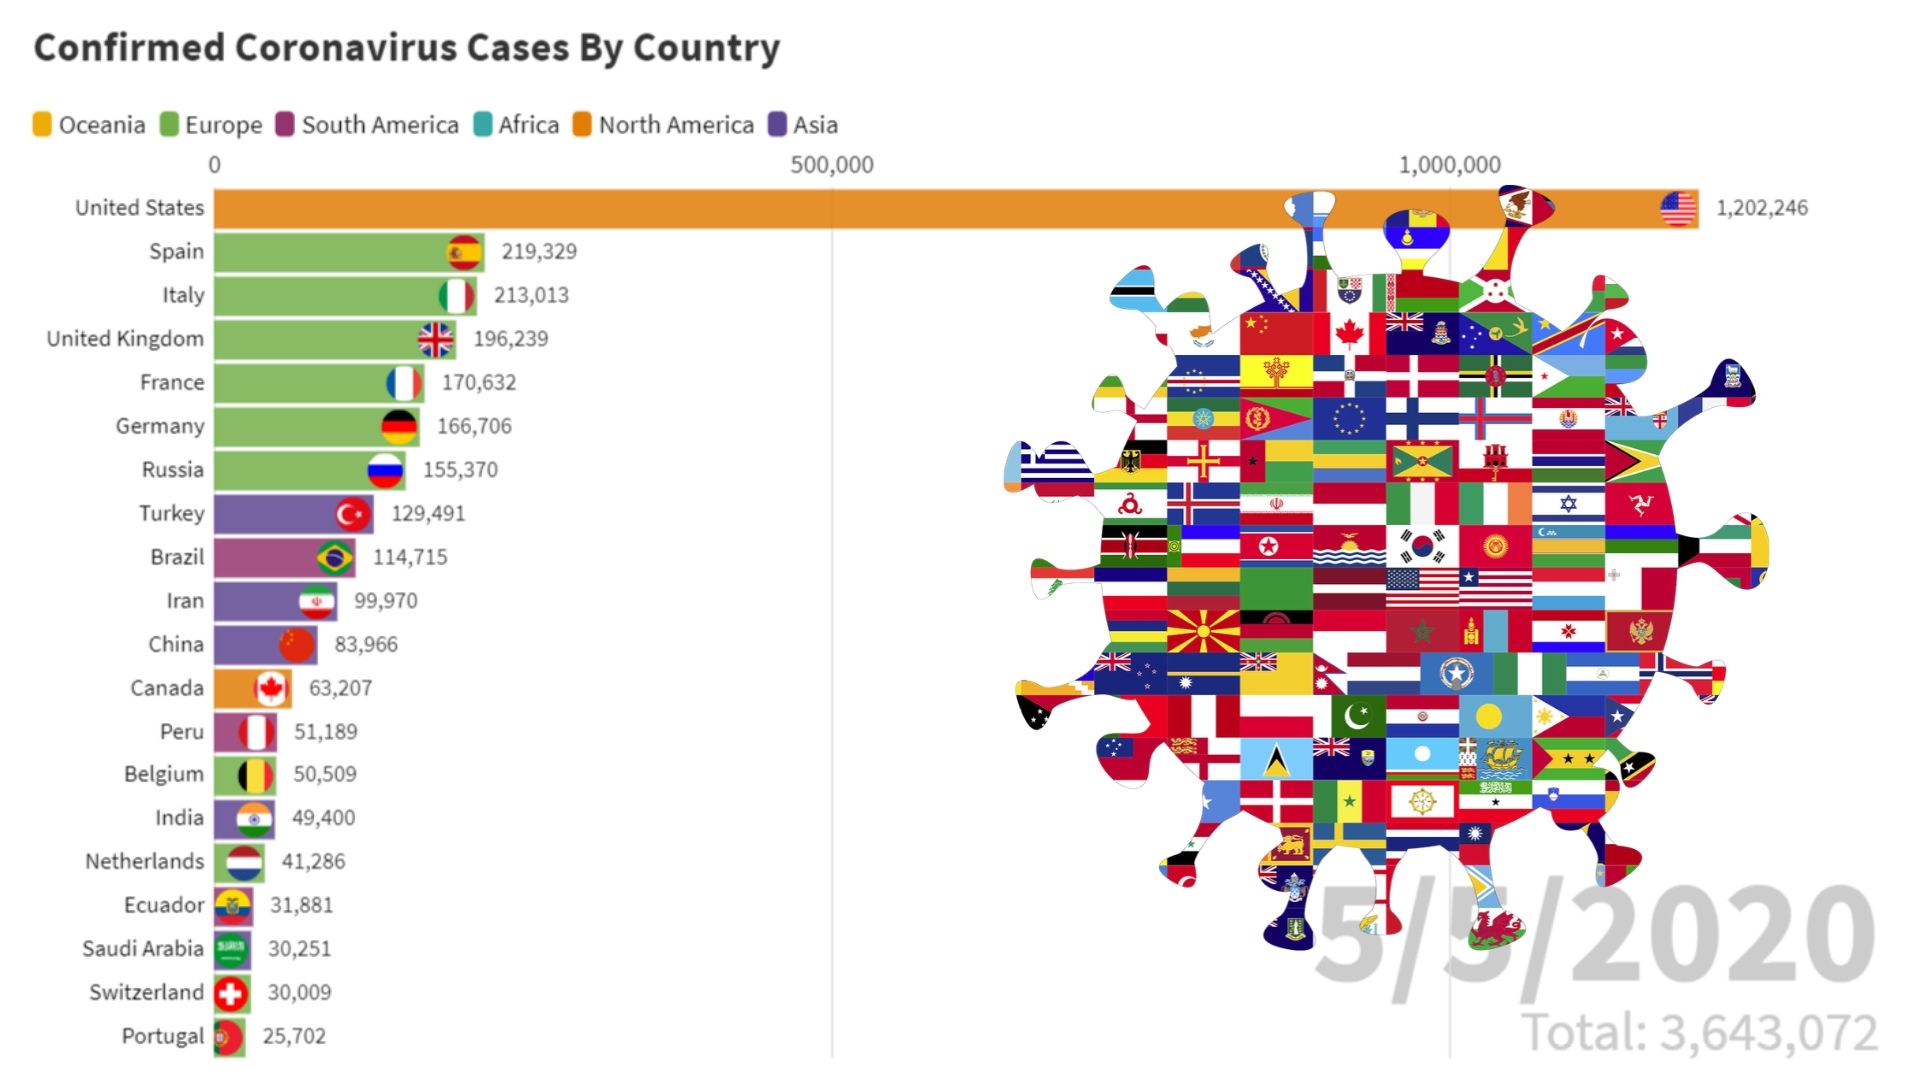 Confirmed Coronavirus Cases By Country
Oceania Europe South America Africa North America Asia
0 500,000 1,000,000
United States 1,202,246
Spain 219,329
Italy 213,013
United Kingdom 196,239
France 170,632
Germany 166,706
Russia 155,370
Turkey 129,491
Brazil 114,715
Iran 99,970
China 83,966
Canada 63,207
Peru 51,189
Belgium 50,509
India 49,400
Netherlands 41,286
Ecuador 31,881
Saudi Arabia 30,251
Switzerland 30,009
Portugal 25,702
5/5/2020
Total: 3,643,072